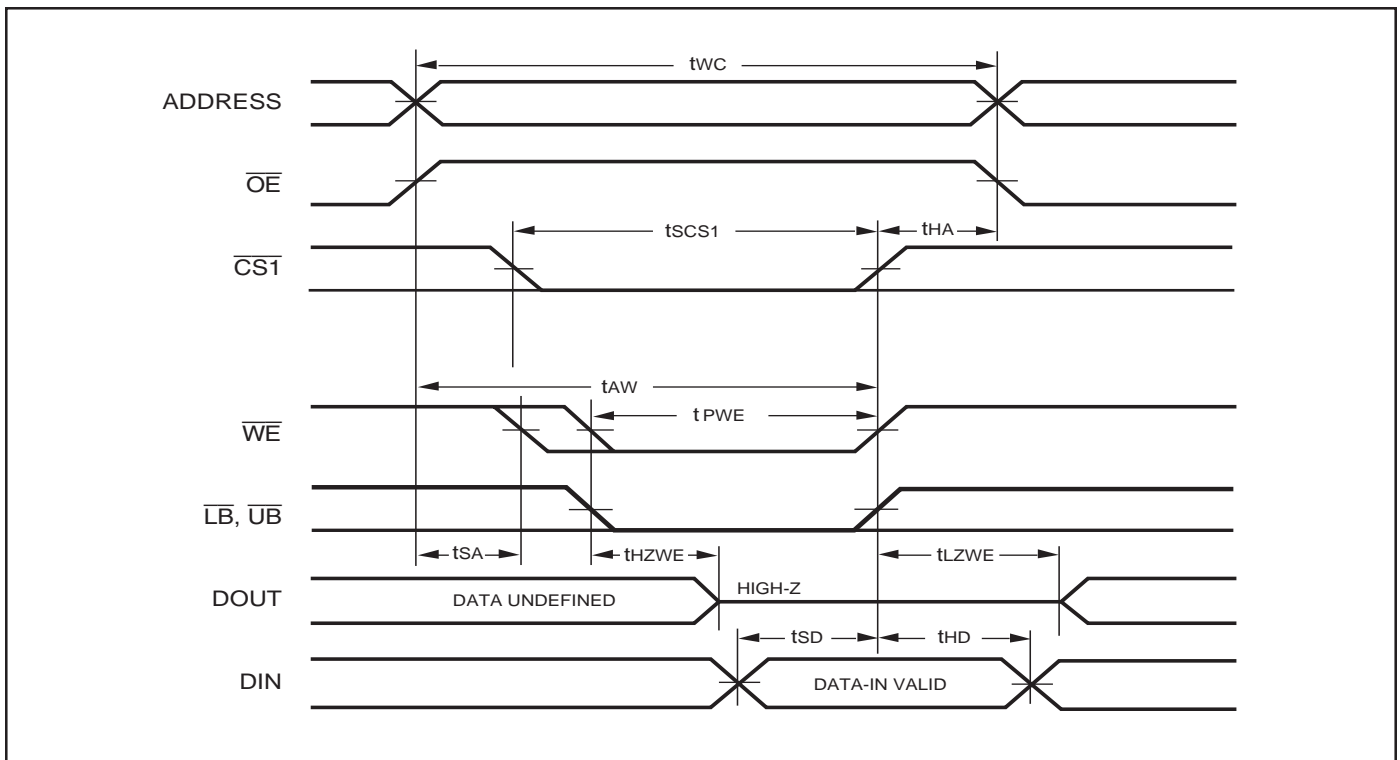 tWC
ADDRESS
OE
tSCS1
tHA
CS1
tAW
t PWE
WE
LB, UB
tSA
tHZWE
tLZWE
DOUT
DATA UNDEFINED
HIGH-Z
tSD
tHD
DIN
DATA-IN VALID